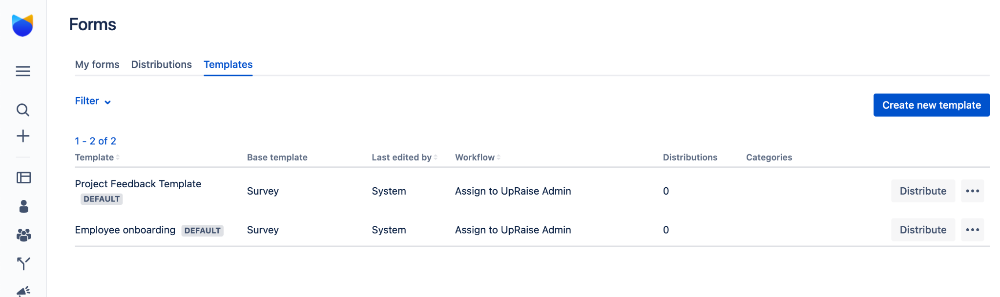 Forms
My forms Distributions Templates
Filter
Create new template
1 - 2 of 2
Template Base template Last edited by Workflow Distributions Categories
Project Feedback Template
DEFAULT
Survey System Assign to UpRaise Admin 0 Distribute
Employee onboarding DEFAULT Survey System Assign to UpRaise Admin 0 Distribute